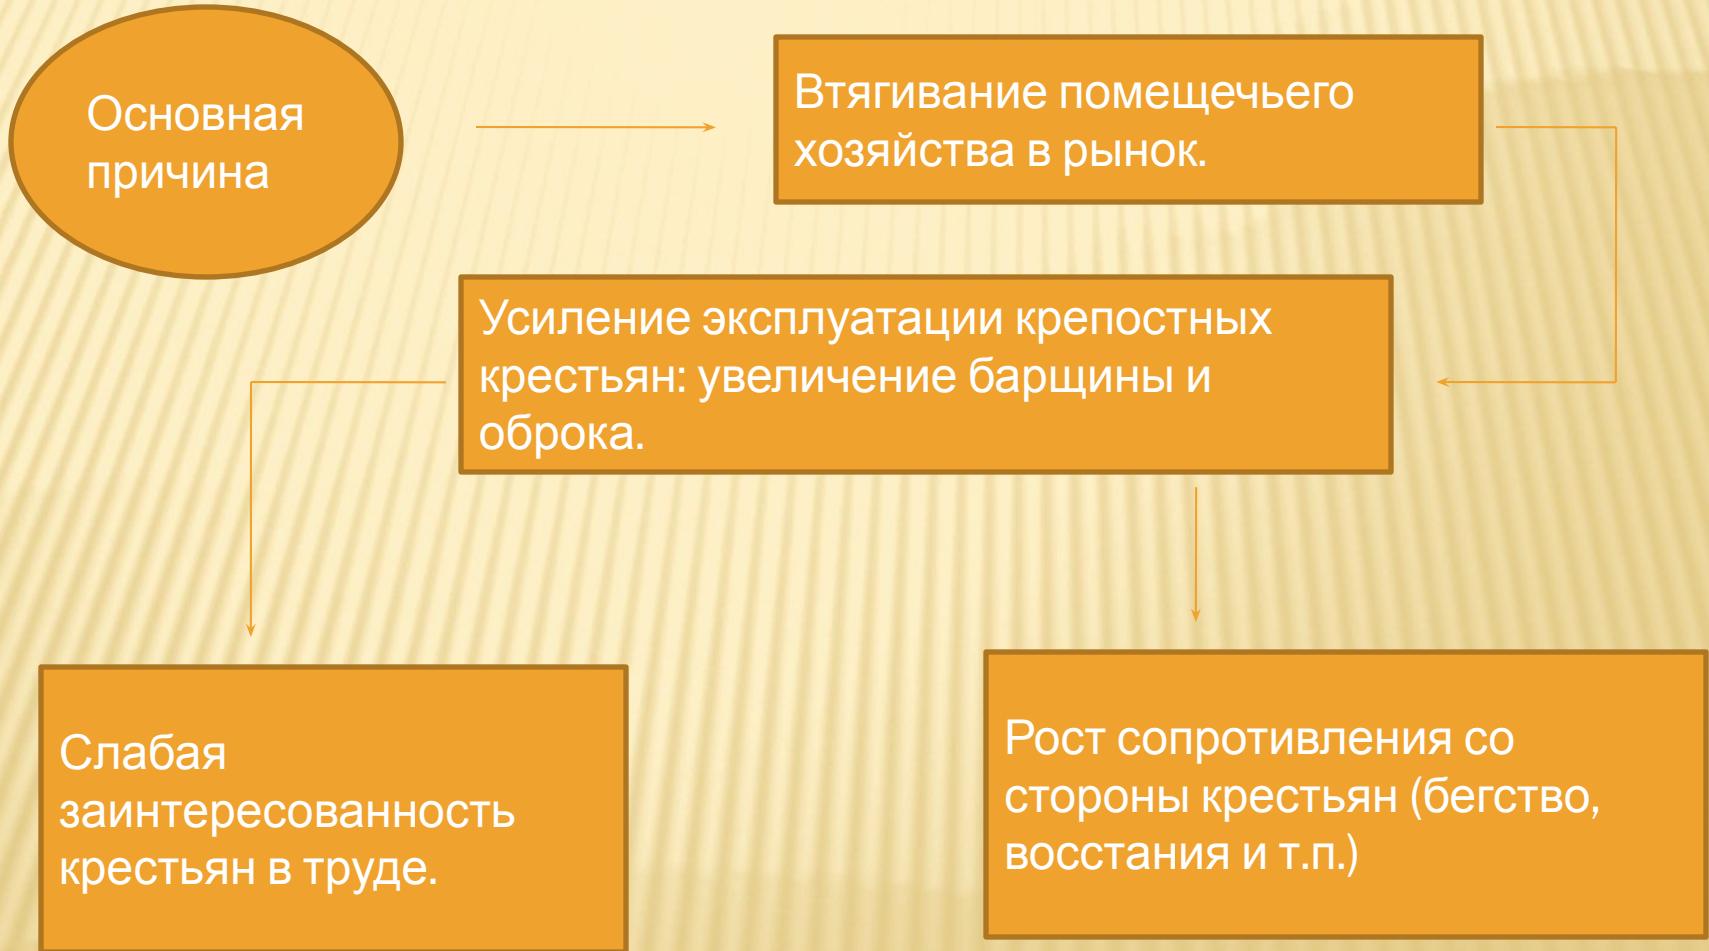 Основная
причина
Втягивание помещечьего
хозяйства в рынок.
Усиление эксплуатации крепостных
крестьян: увеличение барщины и
оброка.
Слабая
заинтересованность
крестьян в труде.
Рост сопротивления со
стороны крестьян (бегство,
восстания и т.п.)